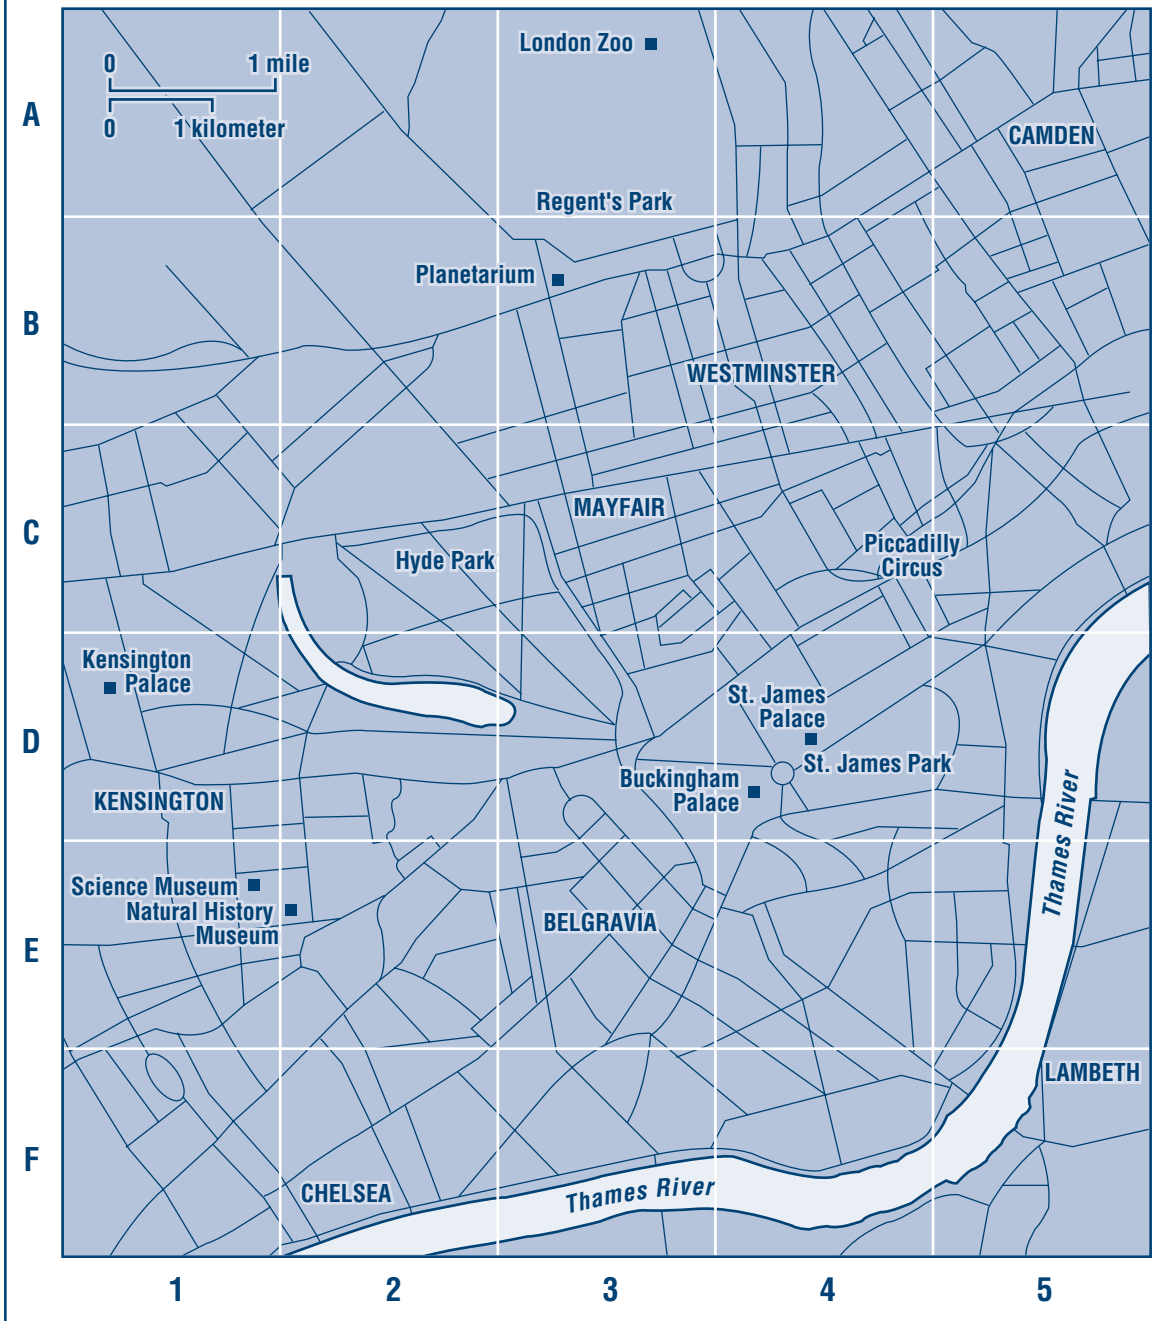 London Zoo
0
1 mile
0
1 kilometer
A
CAMDEN
Regent's Park
Planetarium
B
WESTMINSTER
MAYFAIR
C
Hyde Park
Piccadilly
Circus
Kensington
Palace
St. James
Palace
D
St. James Park
Buckingham
Palace
KENSINGTON
Thames River
Science Museum
Natural History
Museum
BELGRAVIA
E
LAMBETH
F
CHELSEA
Thames River
1
2
3
4
5